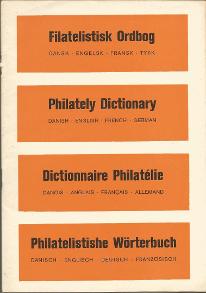 Filatelistisk Ordbog
DANSK - ENGELSK - FRANSK - TYSK
Philately Dictionary
DANISH - ENGLISH - FRENCH - GERMAN
Dictionnaire Philatélie
DANOIS - ANGLAIS - FRANÇAIS - ALLEMAND
Philatelistishe Wörterbuch
DÄNISCH - ENGLISCH - DEUTSCH - FRANZÖSISCH